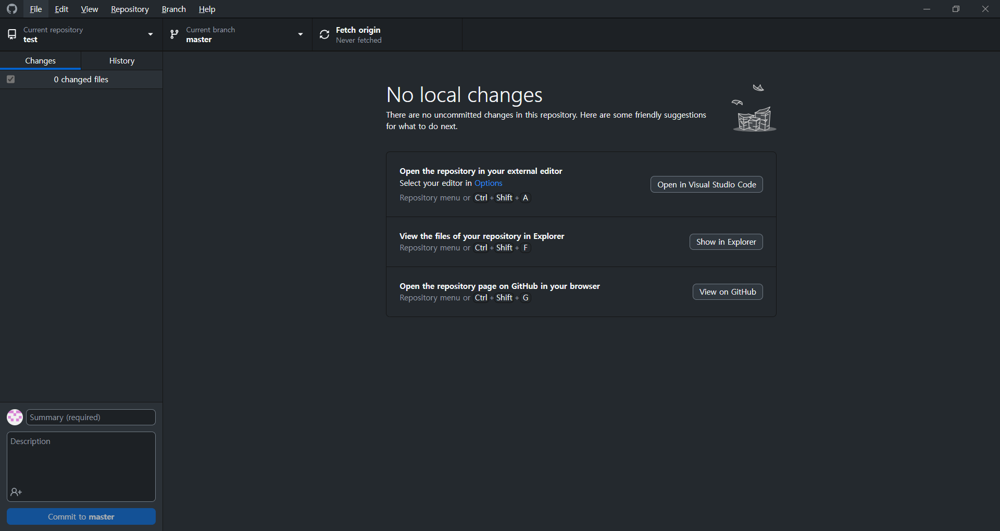 File Edit View Repository Branch Help
Current repository
test
Current branch
master
Fetch origin
Never fetched
Changes
History
0 changed files
No local changes
There are no uncommitted changes in this repository. Here are some friendly suggestions
for what to do next.
Open the repository in your external editor
Select your editor in Options
Repository menu or Ctrl + Shift + A
Open in Visual Studio Code
View the files of your repository in Explorer
Repository menu or Ctrl + Shift + F
Show in Explorer
Open the repository page on GitHub in your browser
Repository menu or Ctrl + Shift + G
View on GitHub
Summary (required)
Description
Commit to master